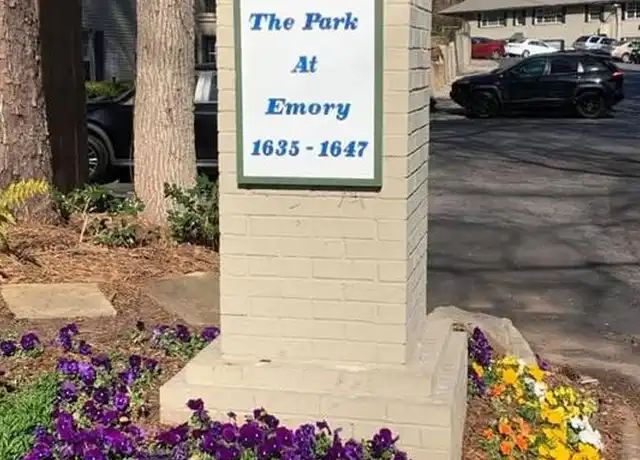 The Park
At
Emory
1635 - 1647